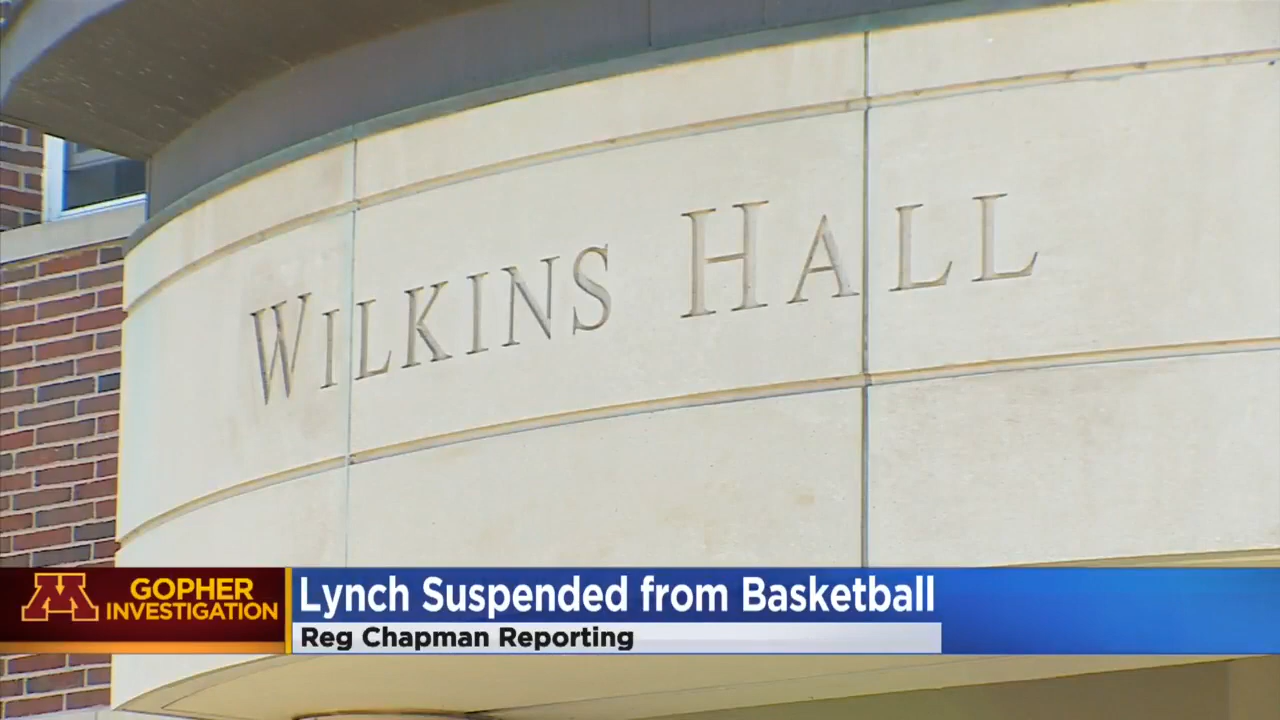 WILKINS HALL
M
GOPHER
INVESTIGATION
Lynch Suspended from Basketball
Reg Chapman Reporting